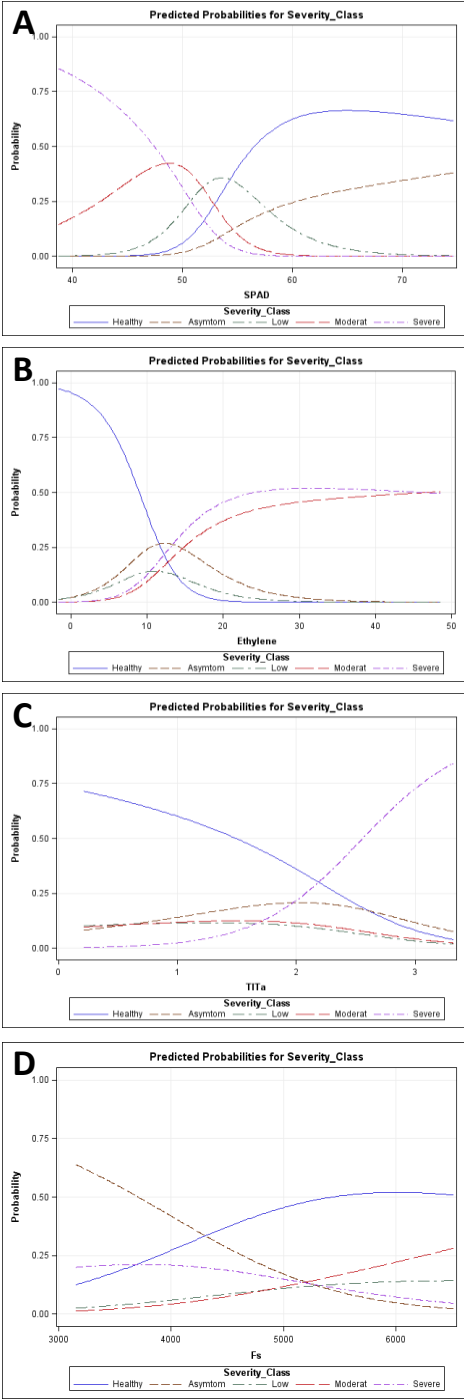 A
Predicted Probabilities for Severity_Class
1.00
0.75
0.50
0.25
0.00
Probability
40 50 60 70
SPAD
Severity_Class
Healthy Asymtom Low Moderat Severe
B
Predicted Probabilities for Severity_Class
1.00
0.75
0.50
0.25
0.00
Probability
0 10 20 30 40 50
Ethylene
Severity_Class
Healthy Asymtom Low Moderat Severe
C
Predicted Probabilities for Severity_Class
1.00
0.75
0.50
0.25
0.00
Probability
0 1 2 3
TlTa
Severity_Class
Healthy Asymtom Low Moderat Severe
D
Predicted Probabilities for Severity_Class
1.00
0.75
0.50
0.25
0.00
Probability
3000 4000 5000 6000
Fs
Severity_Class
Healthy Asymtom Low Moderat Severe